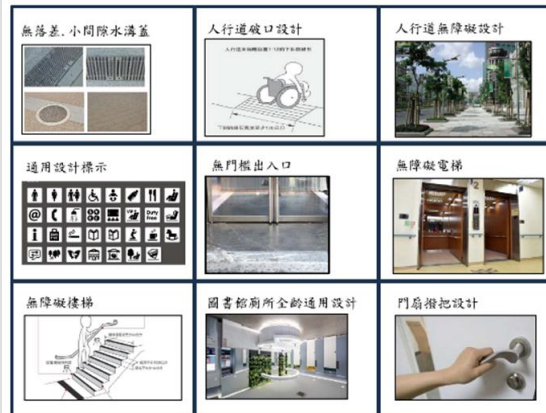 無落差.小間隙水溝蓋
人行道破口設計
人行道無障礙設計
通用設計標示
無門檻出入口
無障礙電梯
Duty
Free
無障礙樓梯
圖書館廁所全齡通用設計
門扇撥把設計